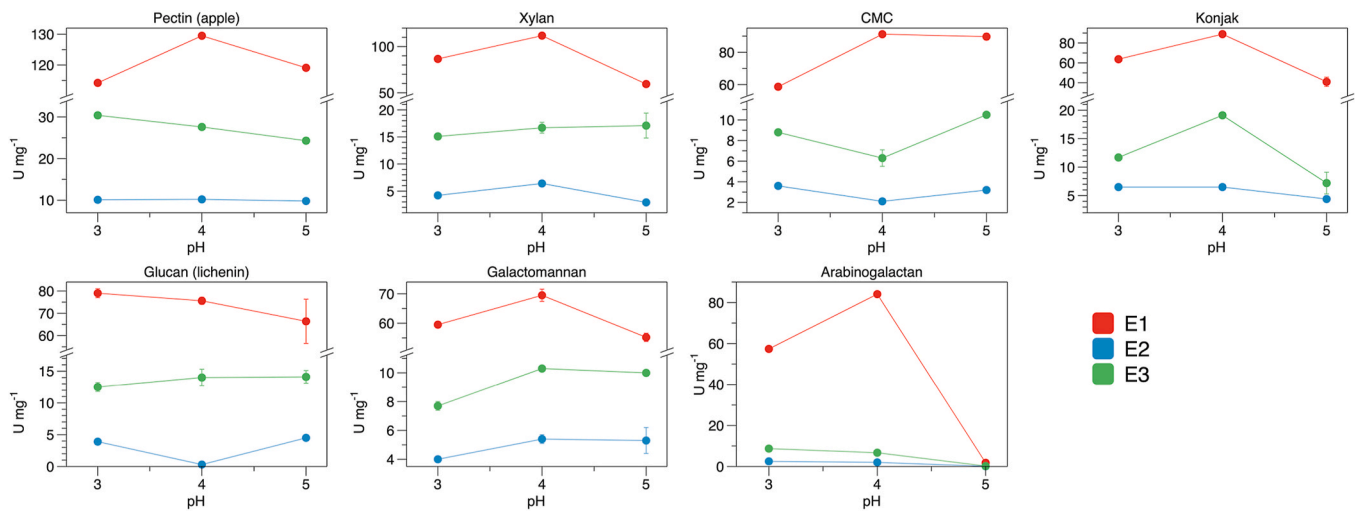 Pectin (apple)
130
120
30
20
10
U mg-1
3 4 5
pH
Xylan
100
50
20
15
10
5
U mg-1
3 4 5
pH
CMC
80
60
10
8
6
4
2
U mg-1
3 4 5
pH
Konjak
80
60
40
20
15
10
5
U mg-1
3 4 5
pH
Glucan (lichenin)
80
70
60
15
10
5
0
U mg-1
3 4 5
pH
Galactomannan
70
60
10
8
6
4
U mg-1
3 4 5
pH
Arabinogalactan
80
60
40
20
0
U mg-1
3 4 5
pH
E1
E2
E3